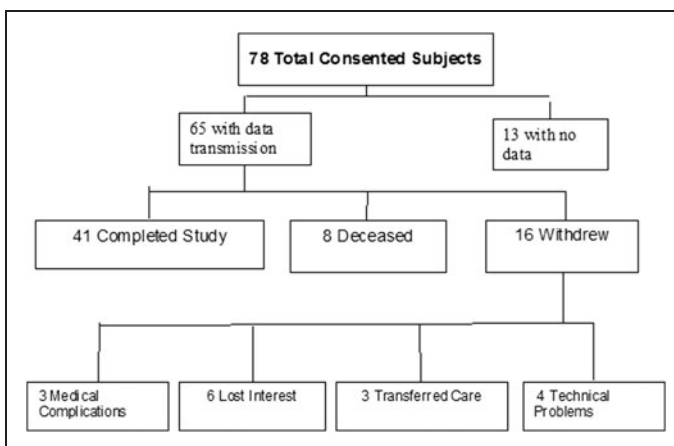 78 Total Consented Subjects
65 with data
transmission
13 with no
data
41 Completed Study
8 Deceased
16 Withdrew
3 Medical
Complications
6 Lost Interest
3 Transferred Care
4 Technical
Problems